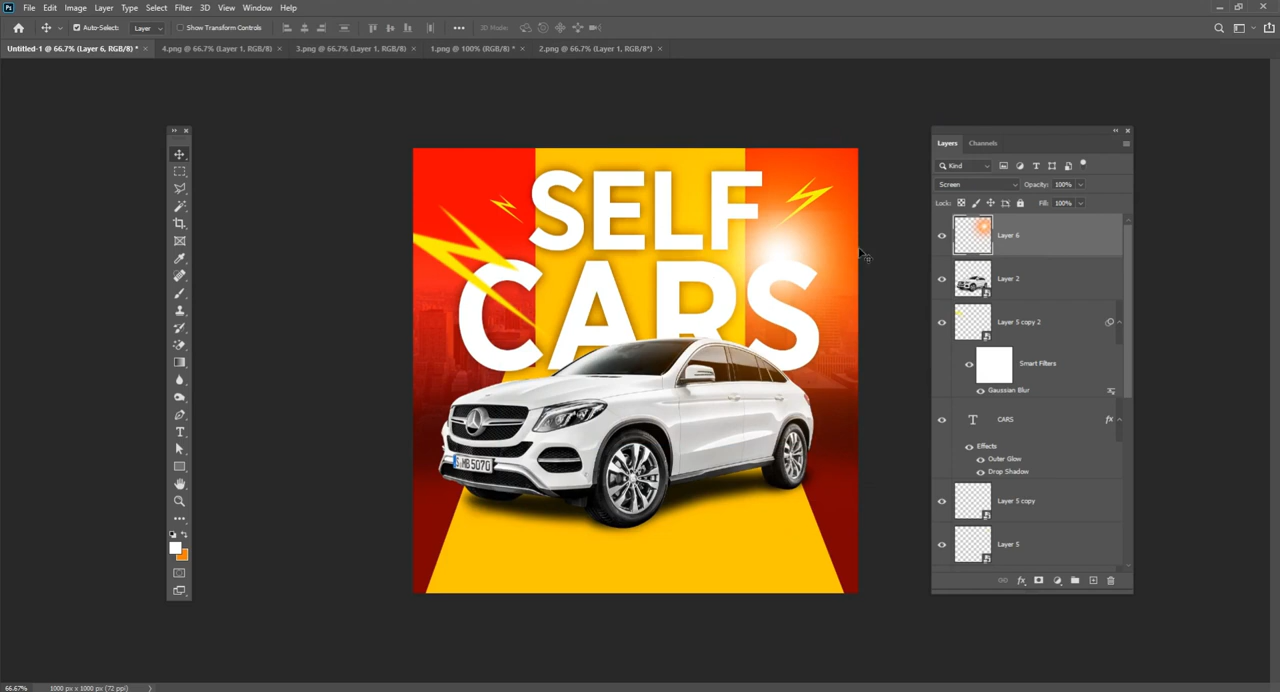 Ps File Edit Image Layer Type Select Filter 3D View Window Help
Auto-Select: Layer Show Transform Controls 3D Mode:
Untitled-1 @ 66.7% (Layer 6, RGB/8) * × 4.png @ 66.7% (Layer 1, RGB/8) × 3.png @ 66.7% (Layer 1, RGB/8) × 1.png @ 100% (RGB/8) * × 2.png @ 66.7% (Layer 1, RGB/8*) ×
SELF
CARS
Layers Channels
Kind
Screen Opacity: 100%
Lock: Fill: 100%
Layer 6
Layer 2
Layer 5 copy 2
Smart Filters
Gaussian Blur
T CARS fx
Effects
Outer Glow
Drop Shadow
Layer 5 copy
Layer 5
fx
66.67% 1000 px x 1000 px (72 ppi)